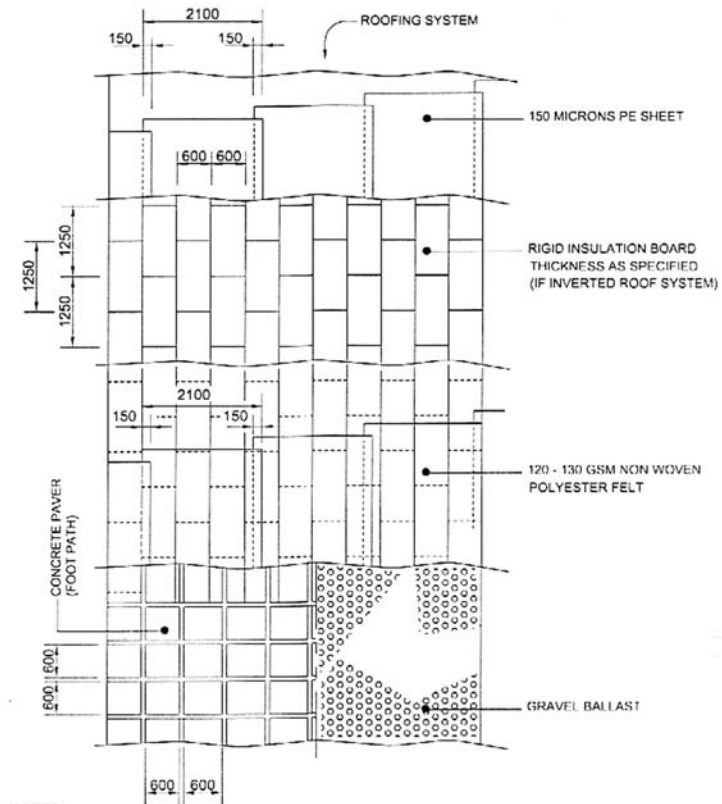 2100
ROOFING SYSTEM
150
150
150 MICRONS PE SHEET
600
600
1250
1250
1250
RIGID INSULATION BOARD
THICKNESS AS SPECIFIED
(IF INVERTED ROOF SYSTEM)
2100
150
150
120 - 130 GSM NON WOVEN
POLYESTER FELT
CONCRETE PAVER
(FOOT PATH)
600
600
GRAVEL BALLAST
600
600